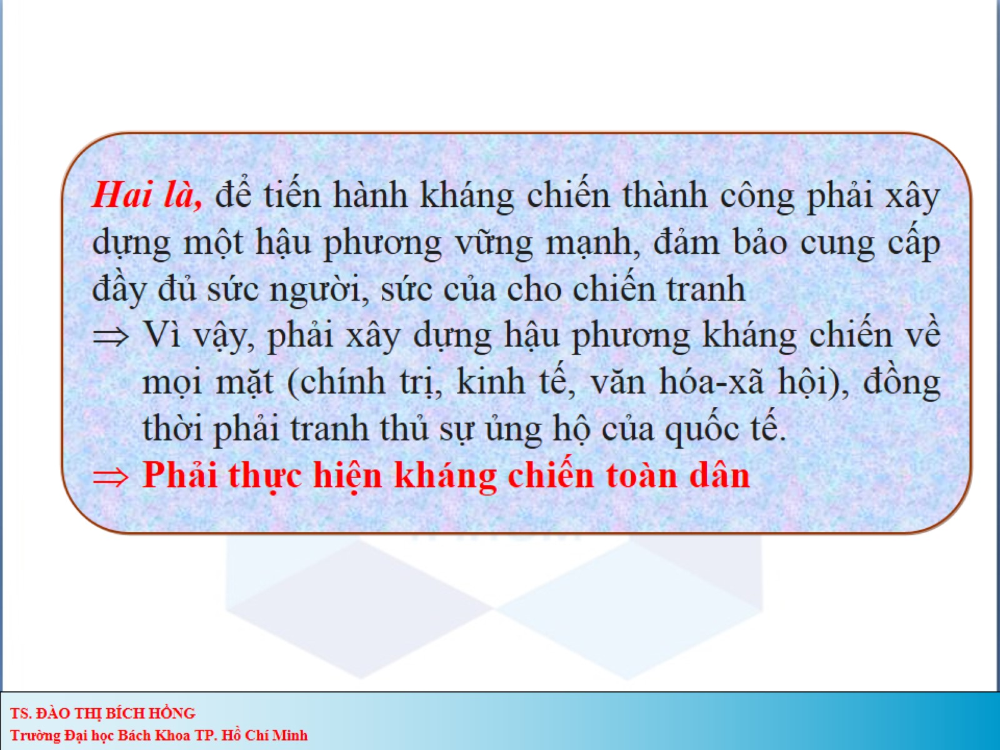 Hai là, để tiến hành kháng chiến thành công phải xây
dựng một hậu phương vững mạnh, đảm bảo cung cấp
đầy đủ sức người, sức của cho chiến tranh
⇒ Vì vậy, phải xây dựng hậu phương kháng chiến về
mọi mặt (chính trị, kinh tế, văn hóa-xã hội), đồng
thời phải tranh thủ sự ủng hộ của quốc tế.
⇒ Phải thực hiện kháng chiến toàn dân
TS. ĐÀO THỊ BÍCH HỒNG
Trường Đại học Bách Khoa TP. Hồ Chí Minh